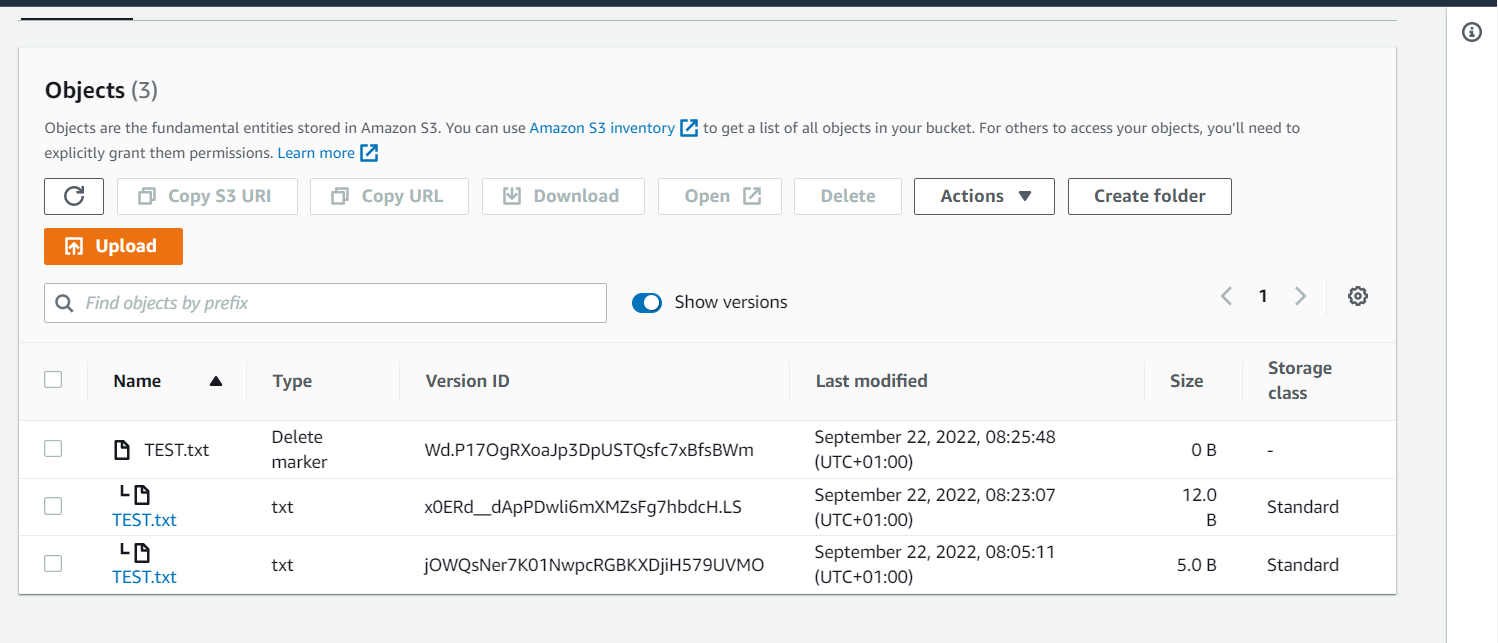 Objects (3)
Objects are the fundamental entities stored in Amazon S3. You can use Amazon S3 inventory to get a list of all objects in your bucket. For others to access your objects, you'll need to
explicitly grant them permissions. Learn more
Copy S3 URI Copy URL Download Open Delete Actions Create folder
Upload
Find objects by prefix Show versions 1
Name Type Version ID Last modified Size Storage class
TEST.txt Delete marker Wd.P17OgRXoaJp3DpUSTQsfc7xBfsBWm September 22, 2022, 08:25:48 (UTC+01:00) 0 B -
TEST.txt txt x0ERd__dApPDwli6mXMZsFg7hbdcH.LS September 22, 2022, 08:23:07 (UTC+01:00) 12.0 B Standard
TEST.txt txt jOWQsNer7K01NwpcRGBKXDjiH579UVMO September 22, 2022, 08:05:11 (UTC+01:00) 5.0 B Standard